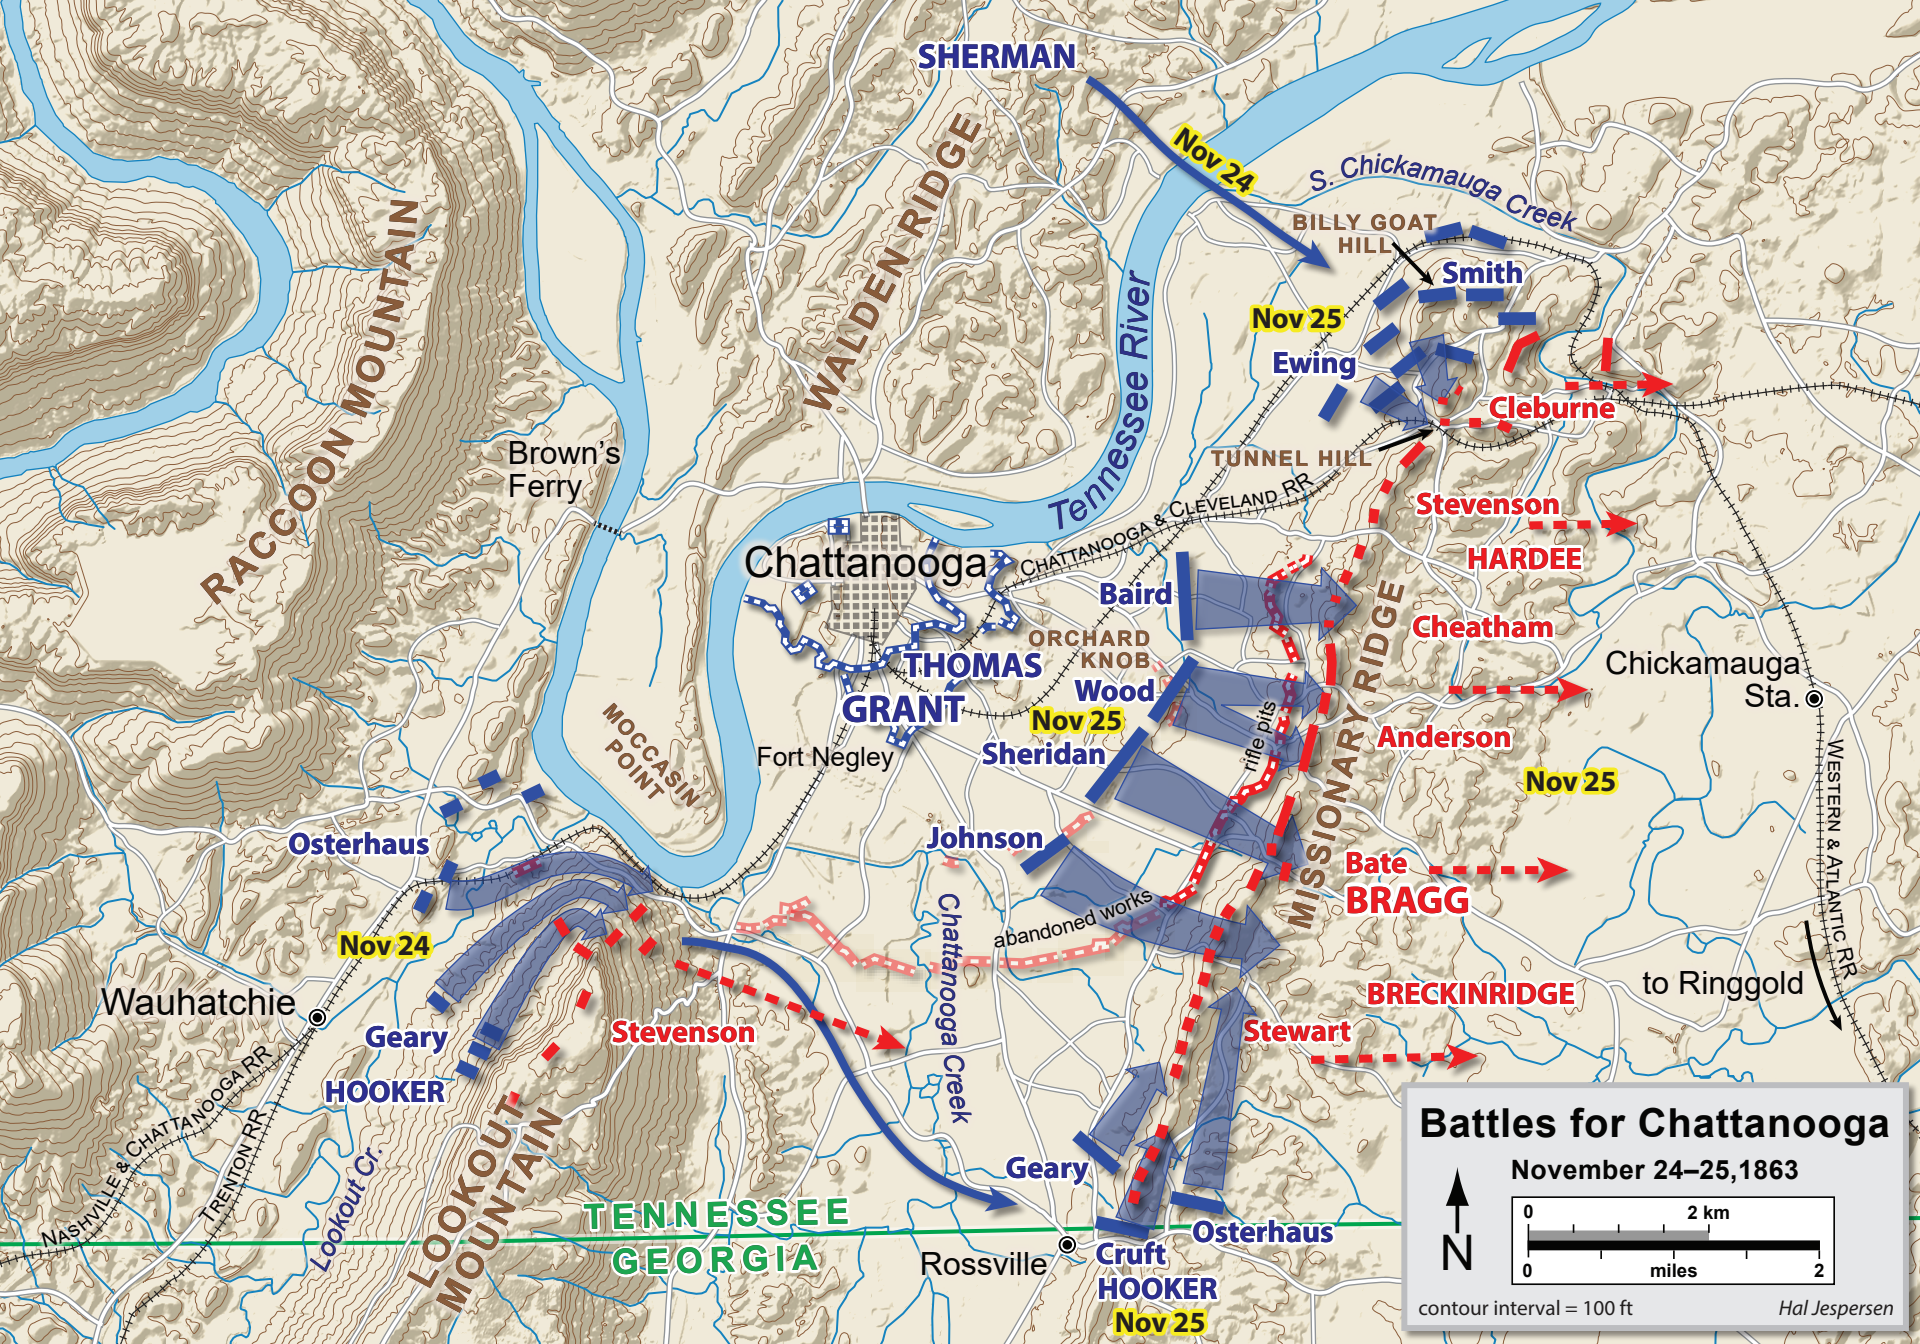 SHERMAN
Nov 24
S. Chickamauga Creek
BILLY GOAT
HILL
Smith
Nov 25
Ewing
Cleburne
TUNNEL HILL
WALDEN RIDGE
RACCOON MOUNTAIN
Tennessee River
Brown's
Ferry
CHATTANOOGA & CLEVELAND RR
Stevenson
HARDEE
Chattanooga
Baird
ORCHARD
KNOB
Cheatham
THOMAS
GRANT
Wood
Nov 25
Sheridan
rifle pits
MISSIONARY RIDGE
Anderson
Chickamauga
Sta.
Nov 25
WESTERN & ATLANTIC RR
MOCCASIN
POINT
Fort Negley
Johnson
Osterhaus
Bate
BRAGG
abandoned works
Chattanooga Creek
Nov 24
Wauhatchie
Geary
HOOKER
Stevenson
to Ringgold
BRECKINRIDGE
Stewart
NASHVILLE & CHATTANOOGA RR
TRENTON RR
Lookout Cr.
LOOKOUT
MOUNTAIN
TENNESSEE
GEORGIA
Geary
Osterhaus
Rossville
Cruft
HOOKER
Nov 25
Battles for Chattanooga
November 24–25,1863
N
0 2 km
0 miles 2
contour interval = 100 ft
Hal Jespersen